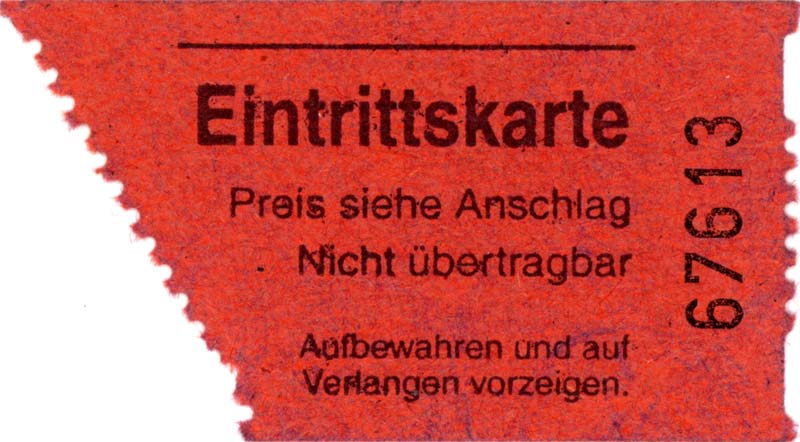 Eintrittskarte
Preis siehe Anschlag
Nicht übertragbar
Aufbewahren und auf
Verlangen vorzeigen.
67613